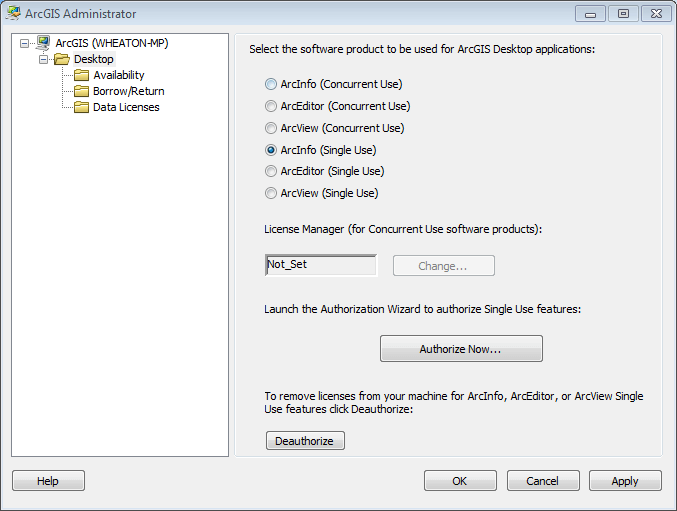 ArcGIS Administrator
ArcGIS (WHEATON-MP)
Desktop
Availability
Borrow/Return
Data Licenses
Select the software product to be used for ArcGIS Desktop applications:
ArcInfo (Concurrent Use)
ArcEditor (Concurrent Use)
ArcView (Concurrent Use)
ArcInfo (Single Use)
ArcEditor (Single Use)
ArcView (Single Use)
License Manager (for Concurrent Use software products):
Not_Set
Change...
Launch the Authorization Wizard to authorize Single Use features:
Authorize Now...
To remove licenses from your machine for ArcInfo, ArcEditor, or ArcView Single
Use features click Deauthorize:
Deauthorize
Help
OK
Cancel
Apply